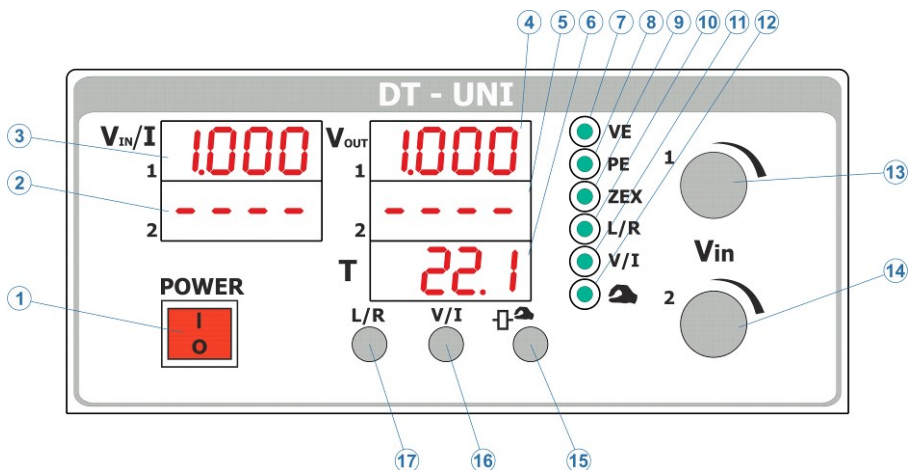 4 5 6 7 8 9 10 11 12
DT - UNI
3 VIN/I 1.000 1 VOUT 1.000 1 VE
PE 1 13
2 - - - - 2 - - - - 2 ZEX
L/R
T 22.1 V/I Vin
POWER 2 14
1 I O L/R V/I
17 16 15